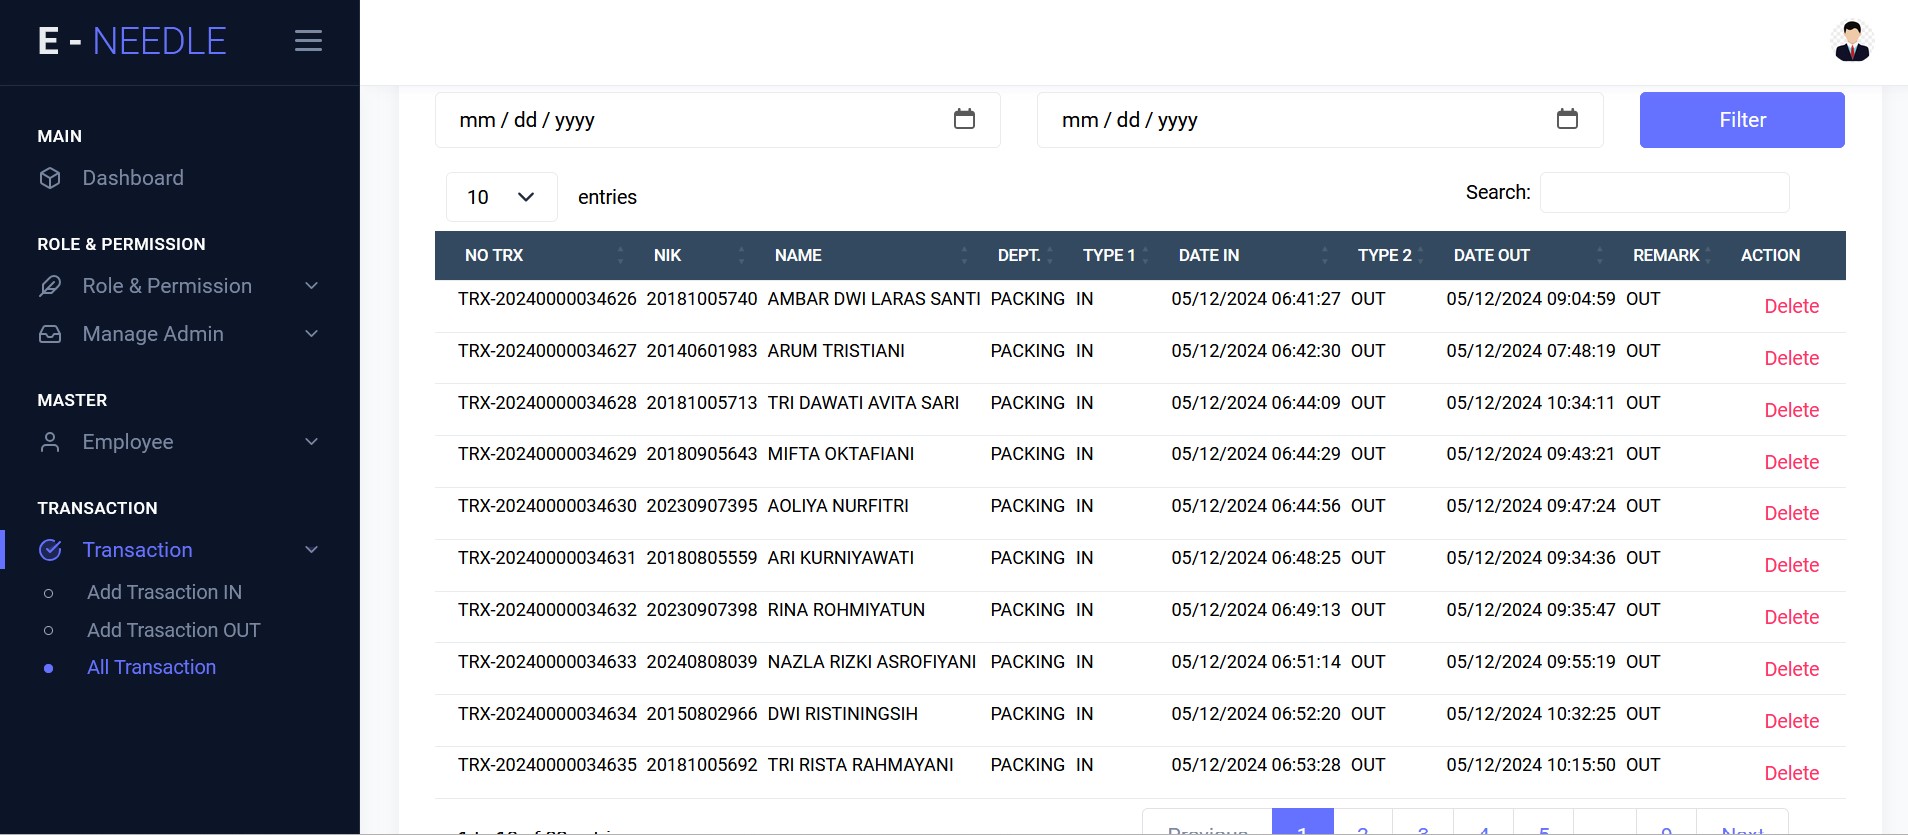 E - NEEDLE
MAIN
Dashboard
ROLE & PERMISSION
Role & Permission
Manage Admin
MASTER
Employee
TRANSACTION
Transaction
Add Trasaction IN
Add Trasaction OUT
All Transaction
mm / dd / yyyy mm / dd / yyyy Filter
10 entries Search:
NO TRX NIK NAME DEPT. TYPE 1 DATE IN TYPE 2 DATE OUT REMARK ACTION
TRX-20240000034626 20181005740 AMBAR DWI LARAS SANTI PACKING IN 05/12/2024 06:41:27 OUT 05/12/2024 09:04:59 OUT Delete
TRX-20240000034627 20140601983 ARUM TRISTIANI PACKING IN 05/12/2024 06:42:30 OUT 05/12/2024 07:48:19 OUT Delete
TRX-20240000034628 20181005713 TRI DAWATI AVITA SARI PACKING IN 05/12/2024 06:44:09 OUT 05/12/2024 10:34:11 OUT Delete
TRX-20240000034629 20180905643 MIFTA OKTAFIANI PACKING IN 05/12/2024 06:44:29 OUT 05/12/2024 09:43:21 OUT Delete
TRX-20240000034630 20230907395 AOLIYA NURFITRI PACKING IN 05/12/2024 06:44:56 OUT 05/12/2024 09:47:24 OUT Delete
TRX-20240000034631 20180805559 ARI KURNIYAWATI PACKING IN 05/12/2024 06:48:25 OUT 05/12/2024 09:34:36 OUT Delete
TRX-20240000034632 20230907398 RINA ROHMIYATUN PACKING IN 05/12/2024 06:49:13 OUT 05/12/2024 09:35:47 OUT Delete
TRX-20240000034633 20240808039 NAZLA RIZKI ASROFIYANI PACKING IN 05/12/2024 06:51:14 OUT 05/12/2024 09:55:19 OUT Delete
TRX-20240000034634 20150802966 DWI RISTININGSIH PACKING IN 05/12/2024 06:52:20 OUT 05/12/2024 10:32:25 OUT Delete
TRX-20240000034635 20181005692 TRI RISTA RAHMAYANI PACKING IN 05/12/2024 06:53:28 OUT 05/12/2024 10:15:50 OUT Delete
Previous 1 2 3 4 5 Next